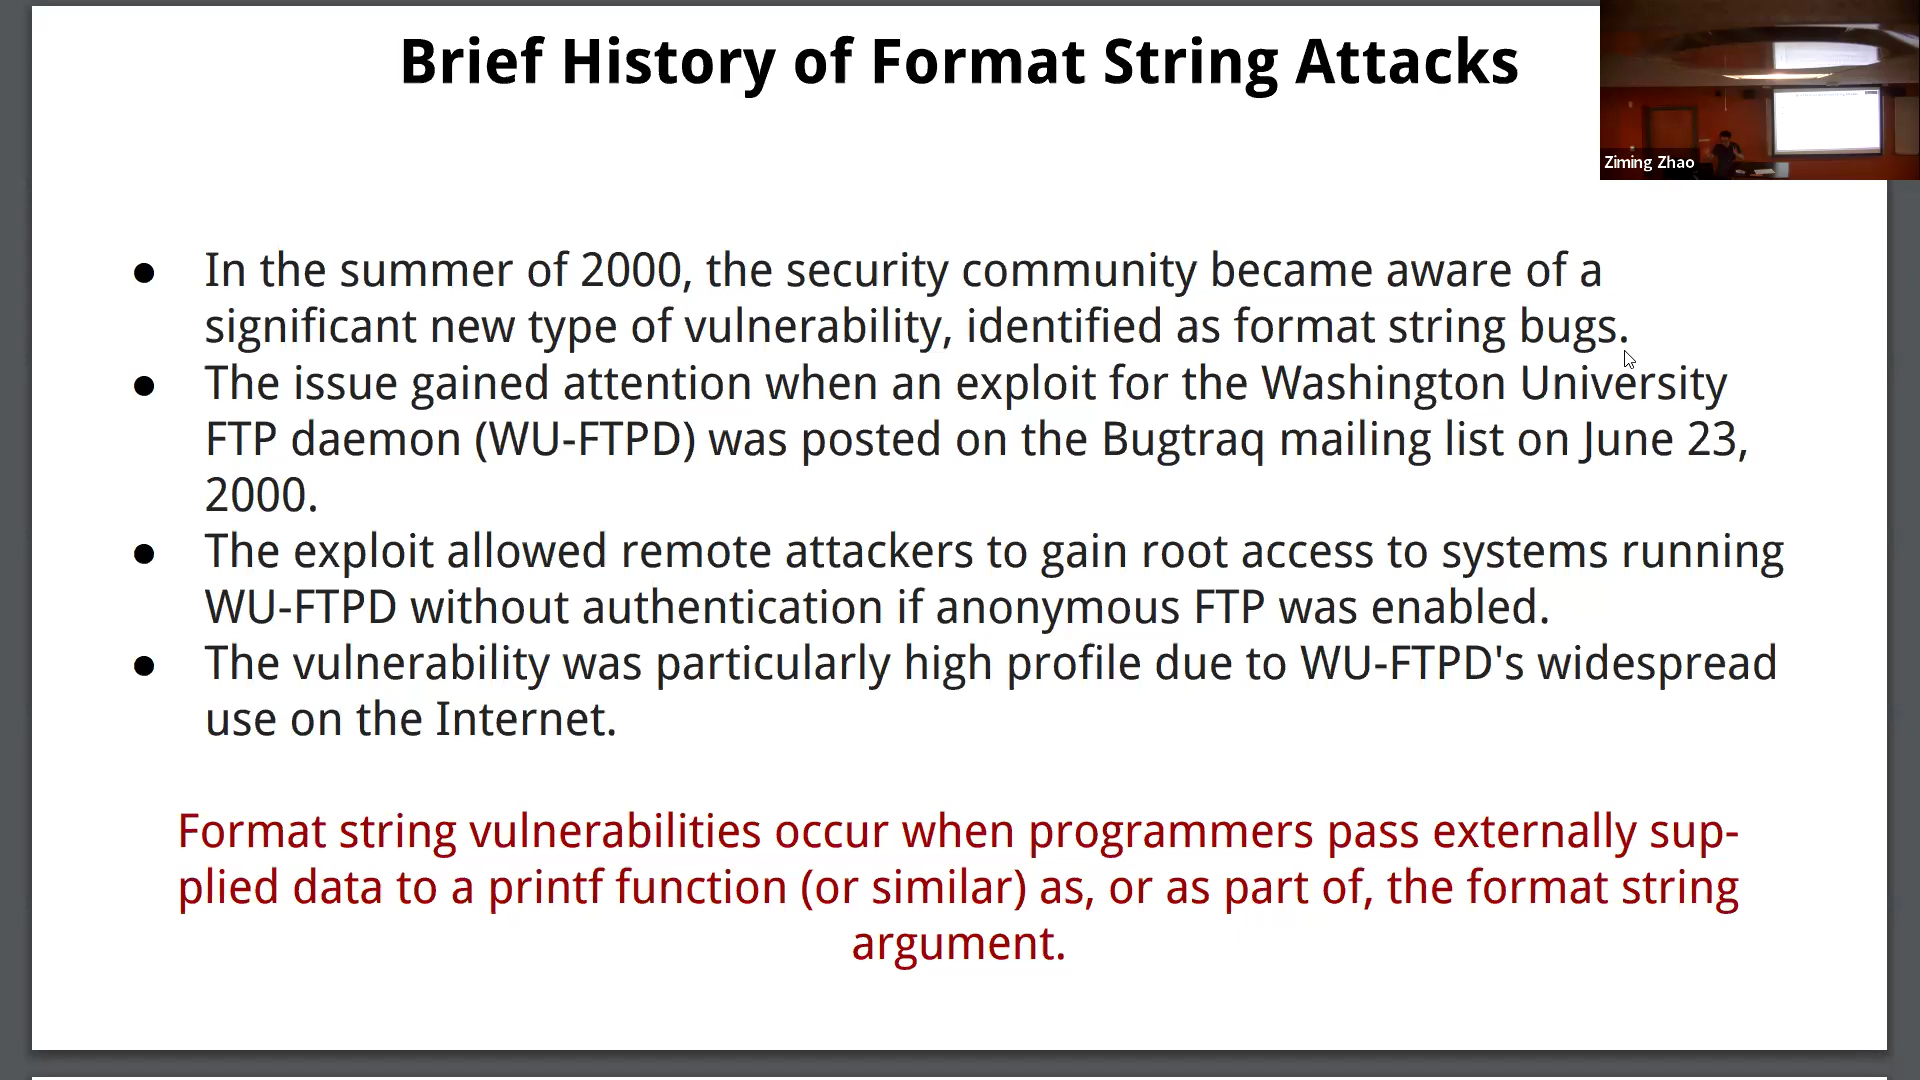 Brief History of Format String Attacks
Ziming Zhao
● In the summer of 2000, the security community became aware of a
significant new type of vulnerability, identified as format string bugs.
● The issue gained attention when an exploit for the Washington University
FTP daemon (WU-FTPD) was posted on the Bugtraq mailing list on June 23,
2000.
● The exploit allowed remote attackers to gain root access to systems running
WU-FTPD without authentication if anonymous FTP was enabled.
● The vulnerability was particularly high profile due to WU-FTPD's widespread
use on the Internet.
Format string vulnerabilities occur when programmers pass externally sup-
plied data to a printf function (or similar) as, or as part of, the format string
argument.